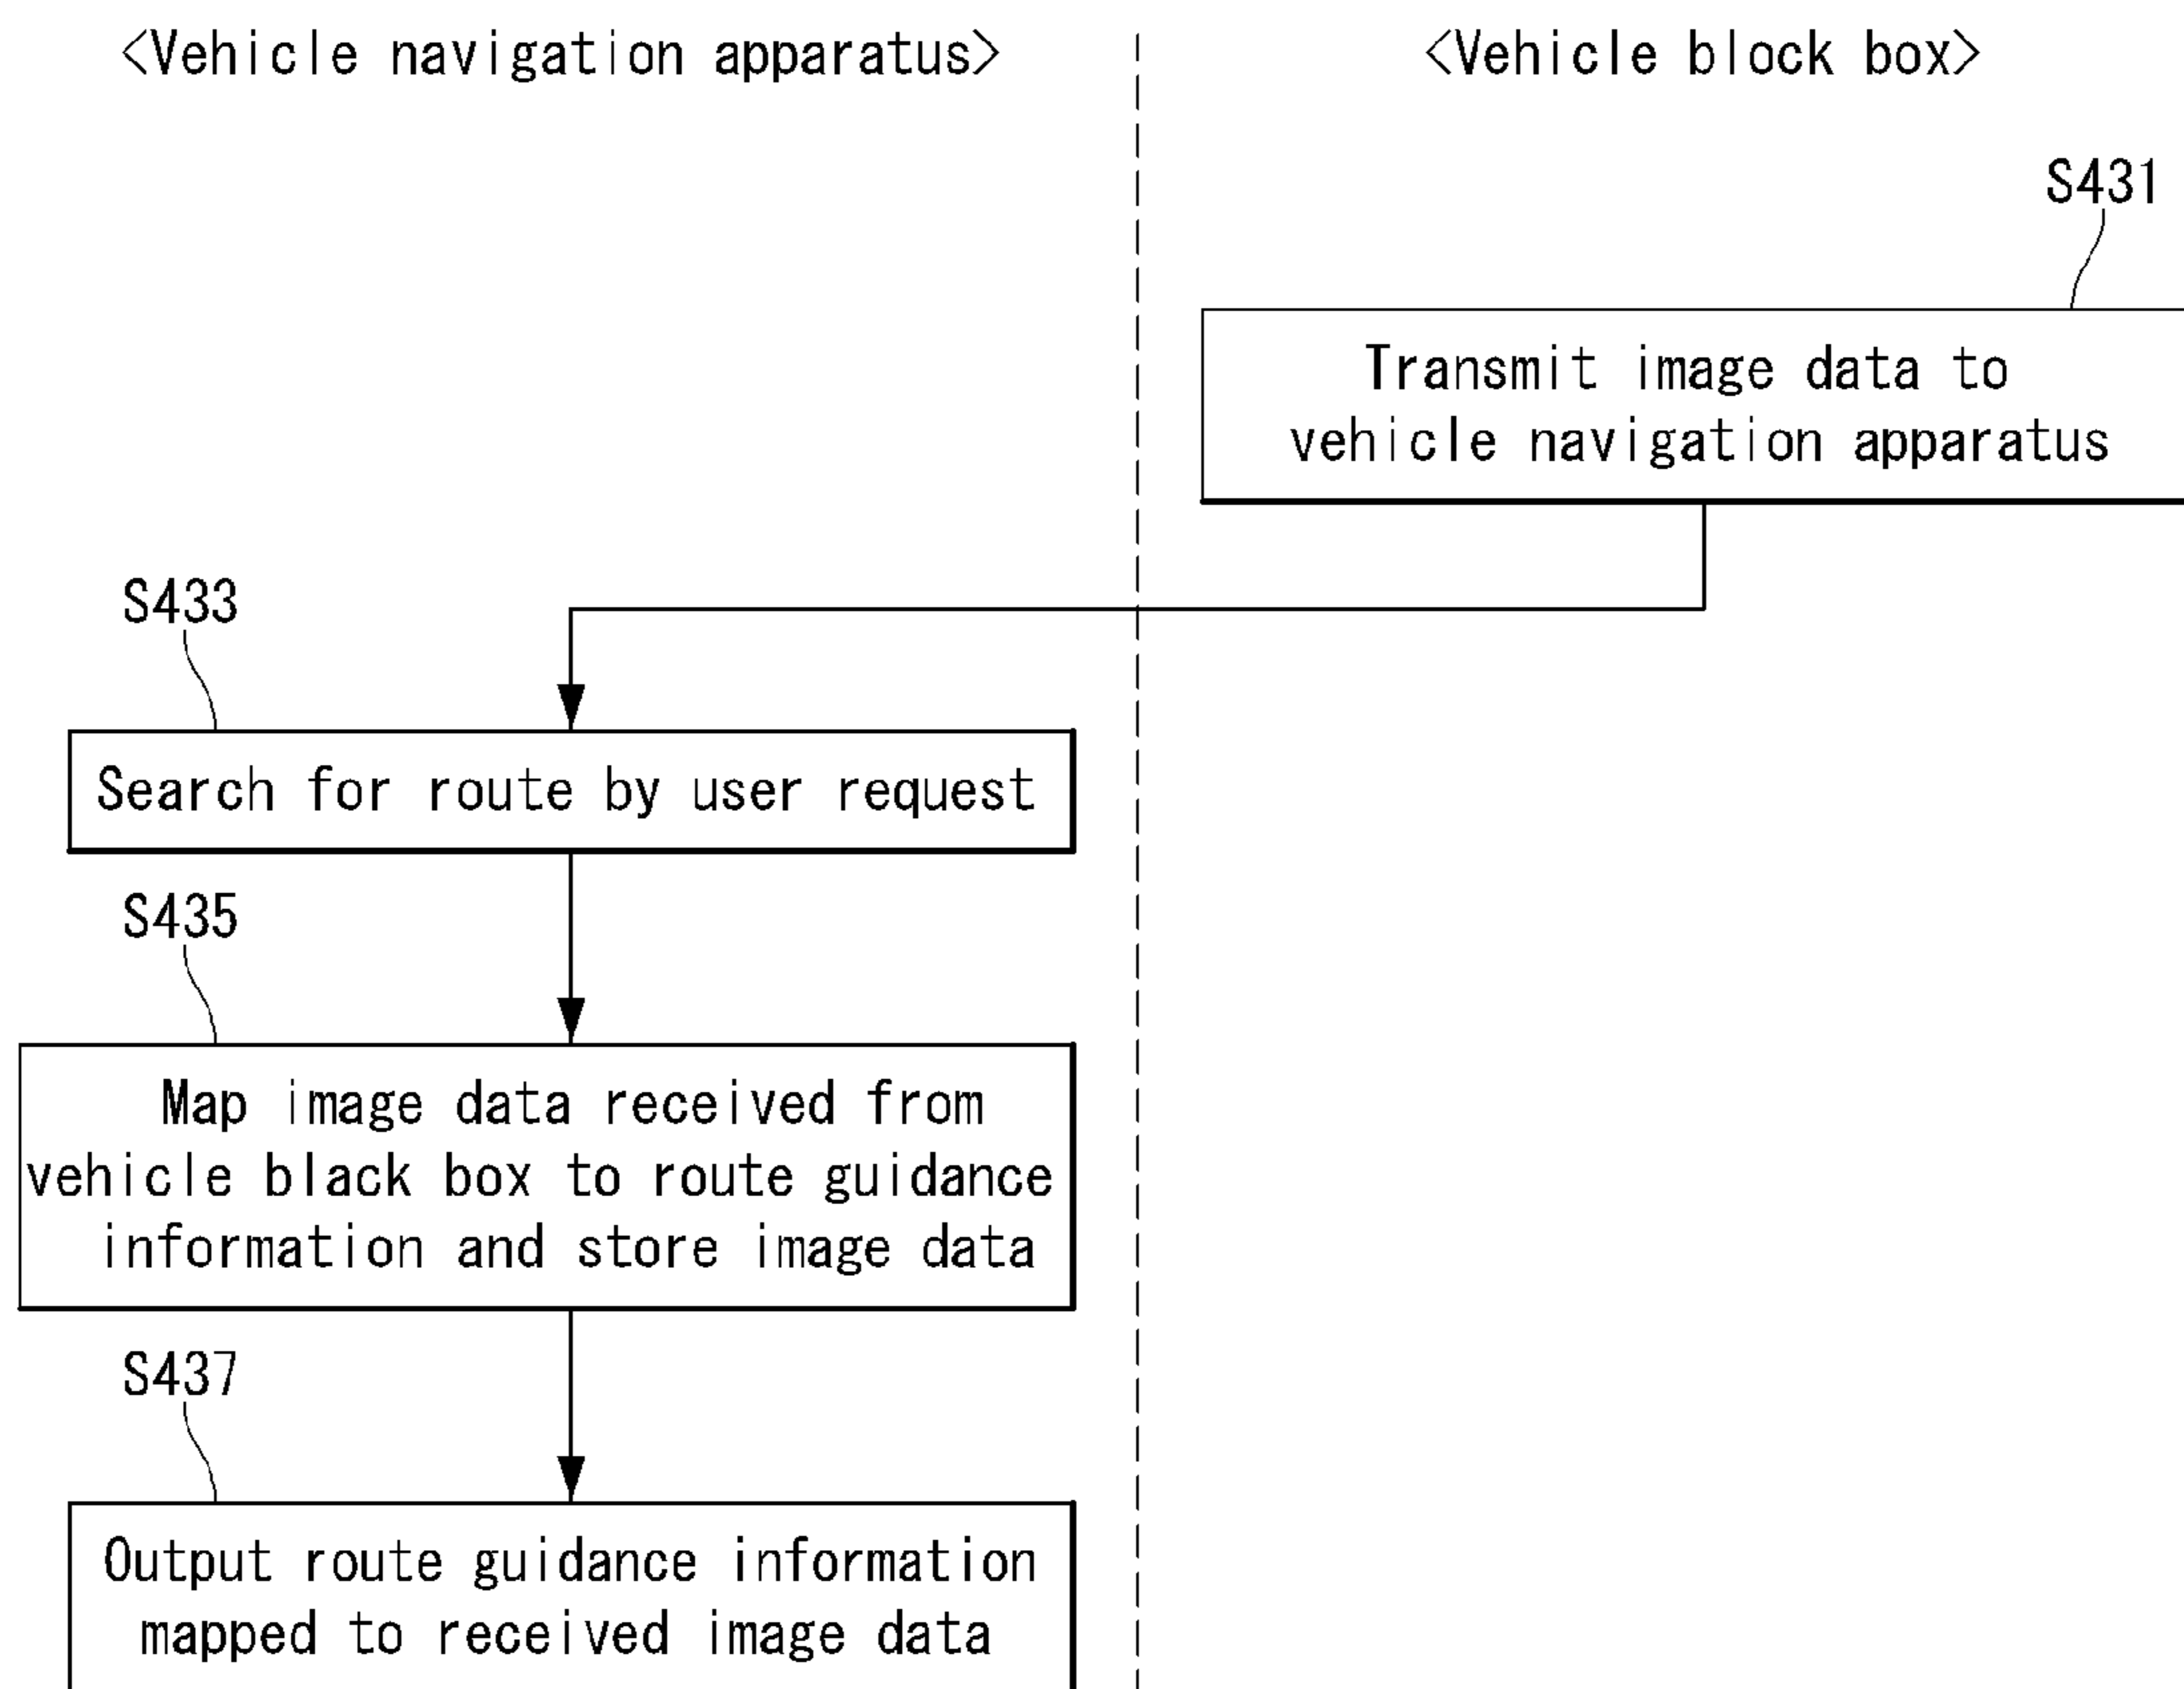 <Vehicle navigation apparatus>
<Vehicle block box>
S431
Transmit image data to
vehicle navigation apparatus
S433
Search for route by user request
S435
Map image data received from
vehicle black box to route guidance
information and store image data
S437
Output route guidance information
mapped to received image data